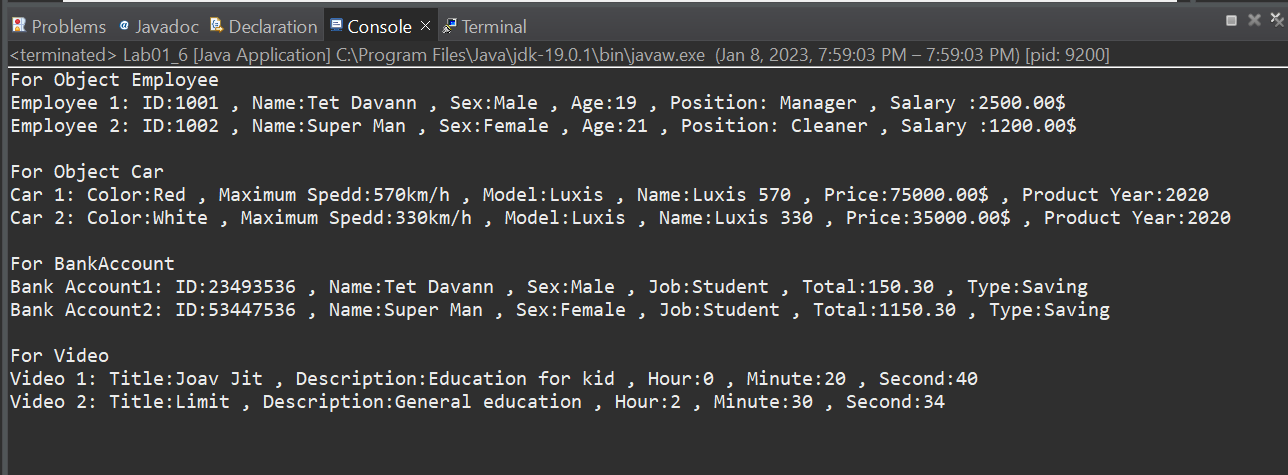 Problems @ Javadoc Declaration Console × Terminal
<terminated> Lab01_6 [Java Application] C:\Program Files\Java\jdk-19.0.1\bin\javaw.exe (Jan 8, 2023, 7:59:03 PM – 7:59:03 PM) [pid: 9200]
For Object Employee
Employee 1: ID:1001 , Name:Tet Davann , Sex:Male , Age:19 , Position: Manager , Salary :2500.00$
Employee 2: ID:1002 , Name:Super Man , Sex:Female , Age:21 , Position: Cleaner , Salary :1200.00$
For Object Car
Car 1: Color:Red , Maximum Spedd:570km/h , Model:Luxis , Name:Luxis 570 , Price:75000.00$ , Product Year:2020
Car 2: Color:White , Maximum Spedd:330km/h , Model:Luxis , Name:Luxis 330 , Price:35000.00$ , Product Year:2020
For BankAccount
Bank Account1: ID:23493536 , Name:Tet Davann , Sex:Male , Job:Student , Total:150.30 , Type:Saving
Bank Account2: ID:53447536 , Name:Super Man , Sex:Female , Job:Student , Total:1150.30 , Type:Saving
For Video
Video 1: Title:Joav Jit , Description:Education for kid , Hour:0 , Minute:20 , Second:40
Video 2: Title:Limit , Description:General education , Hour:2 , Minute:30 , Second:34